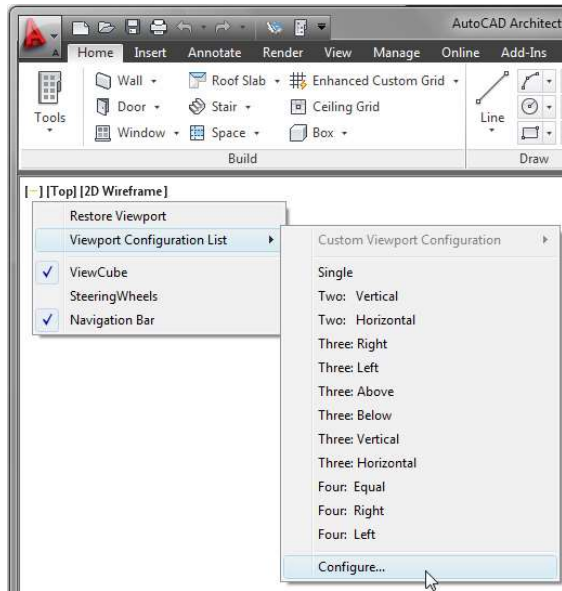 AutoCAD Architect
Home Insert Annotate Render View Manage Online Add-Ins
Wall Roof Slab Enhanced Custom Grid
Door Stair Ceiling Grid
Window Space Box
Tools
Line
Build
Draw
[−] [Top] [2D Wireframe]
Restore Viewport
Viewport Configuration List
ViewCube
SteeringWheels
Navigation Bar
Custom Viewport Configuration
Single
Two: Vertical
Two: Horizontal
Three: Right
Three: Left
Three: Above
Three: Below
Three: Vertical
Three: Horizontal
Four: Equal
Four: Right
Four: Left
Configure...